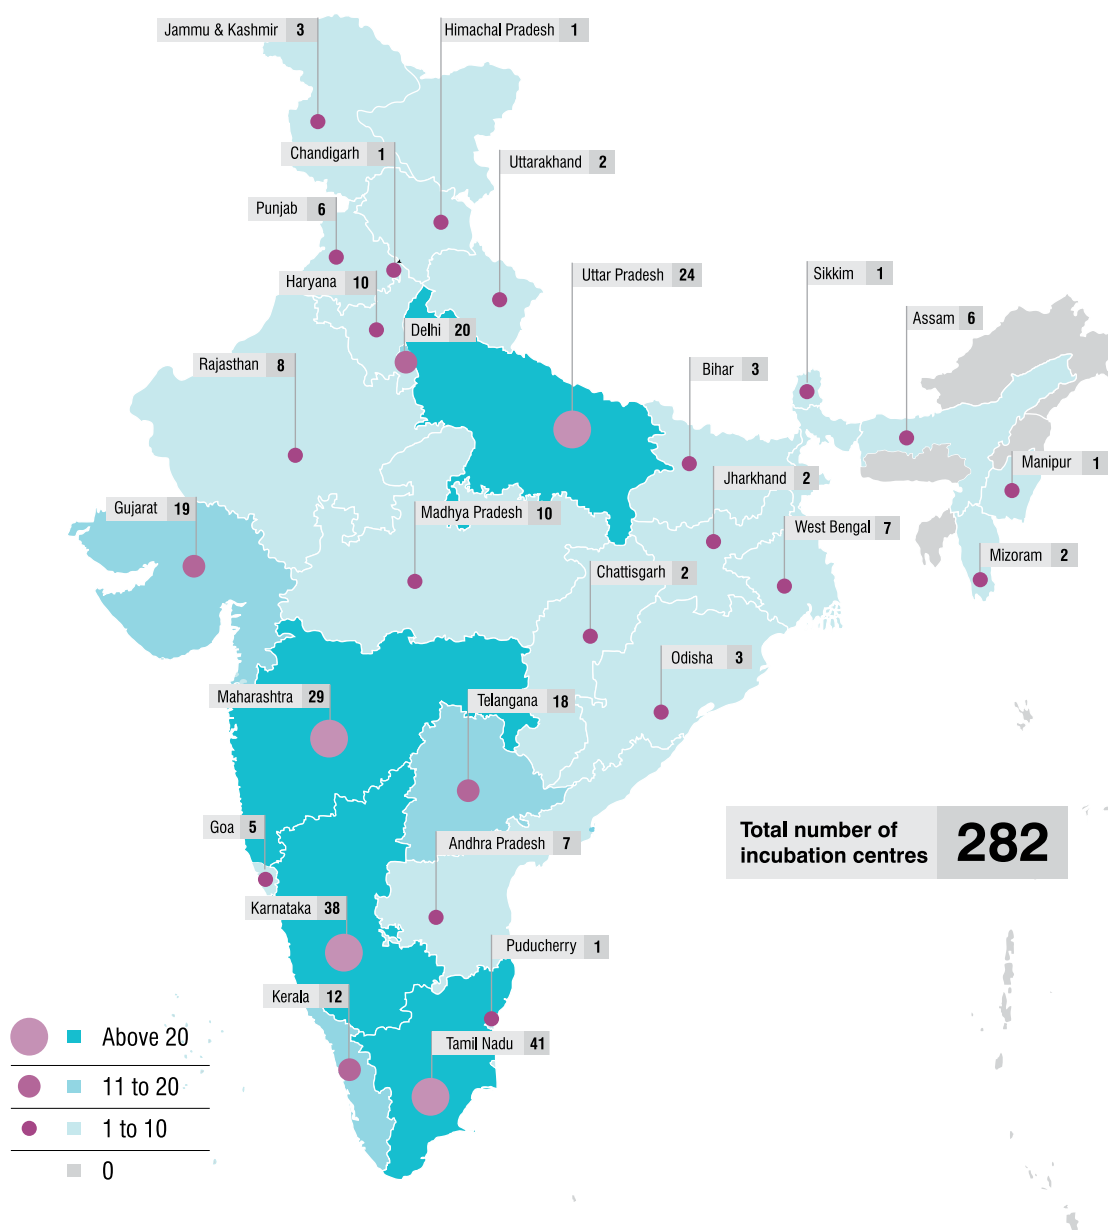 Jammu & Kashmir 3
Himachal Pradesh 1
Chandigarh 1
Uttarakhand 2
Punjab 6
Haryana 10
Uttar Pradesh 24
Sikkim 1
Assam 6
Delhi 20
Rajasthan 8
Bihar 3
Manipur 1
Jharkhand 2
Gujarat 19
Madhya Pradesh 10
West Bengal 7
Mizoram 2
Chattisgarh 2
Odisha 3
Maharashtra 29
Telangana 18
Goa 5
Andhra Pradesh 7
Total number of
incubation centres 282
Karnataka 38
Puducherry 1
Kerala 12
Tamil Nadu 41
Above 20
11 to 20
1 to 10
0